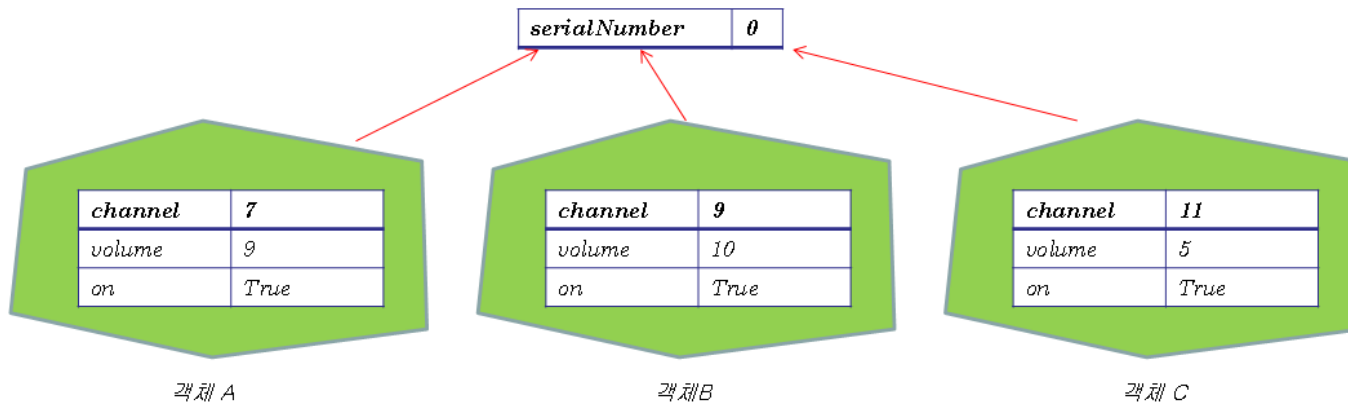 serialNumber 0
channel 7
volume 9
on True
channel 9
volume 10
on True
channel 11
volume 5
on True
객체 A
객체B
객체 C